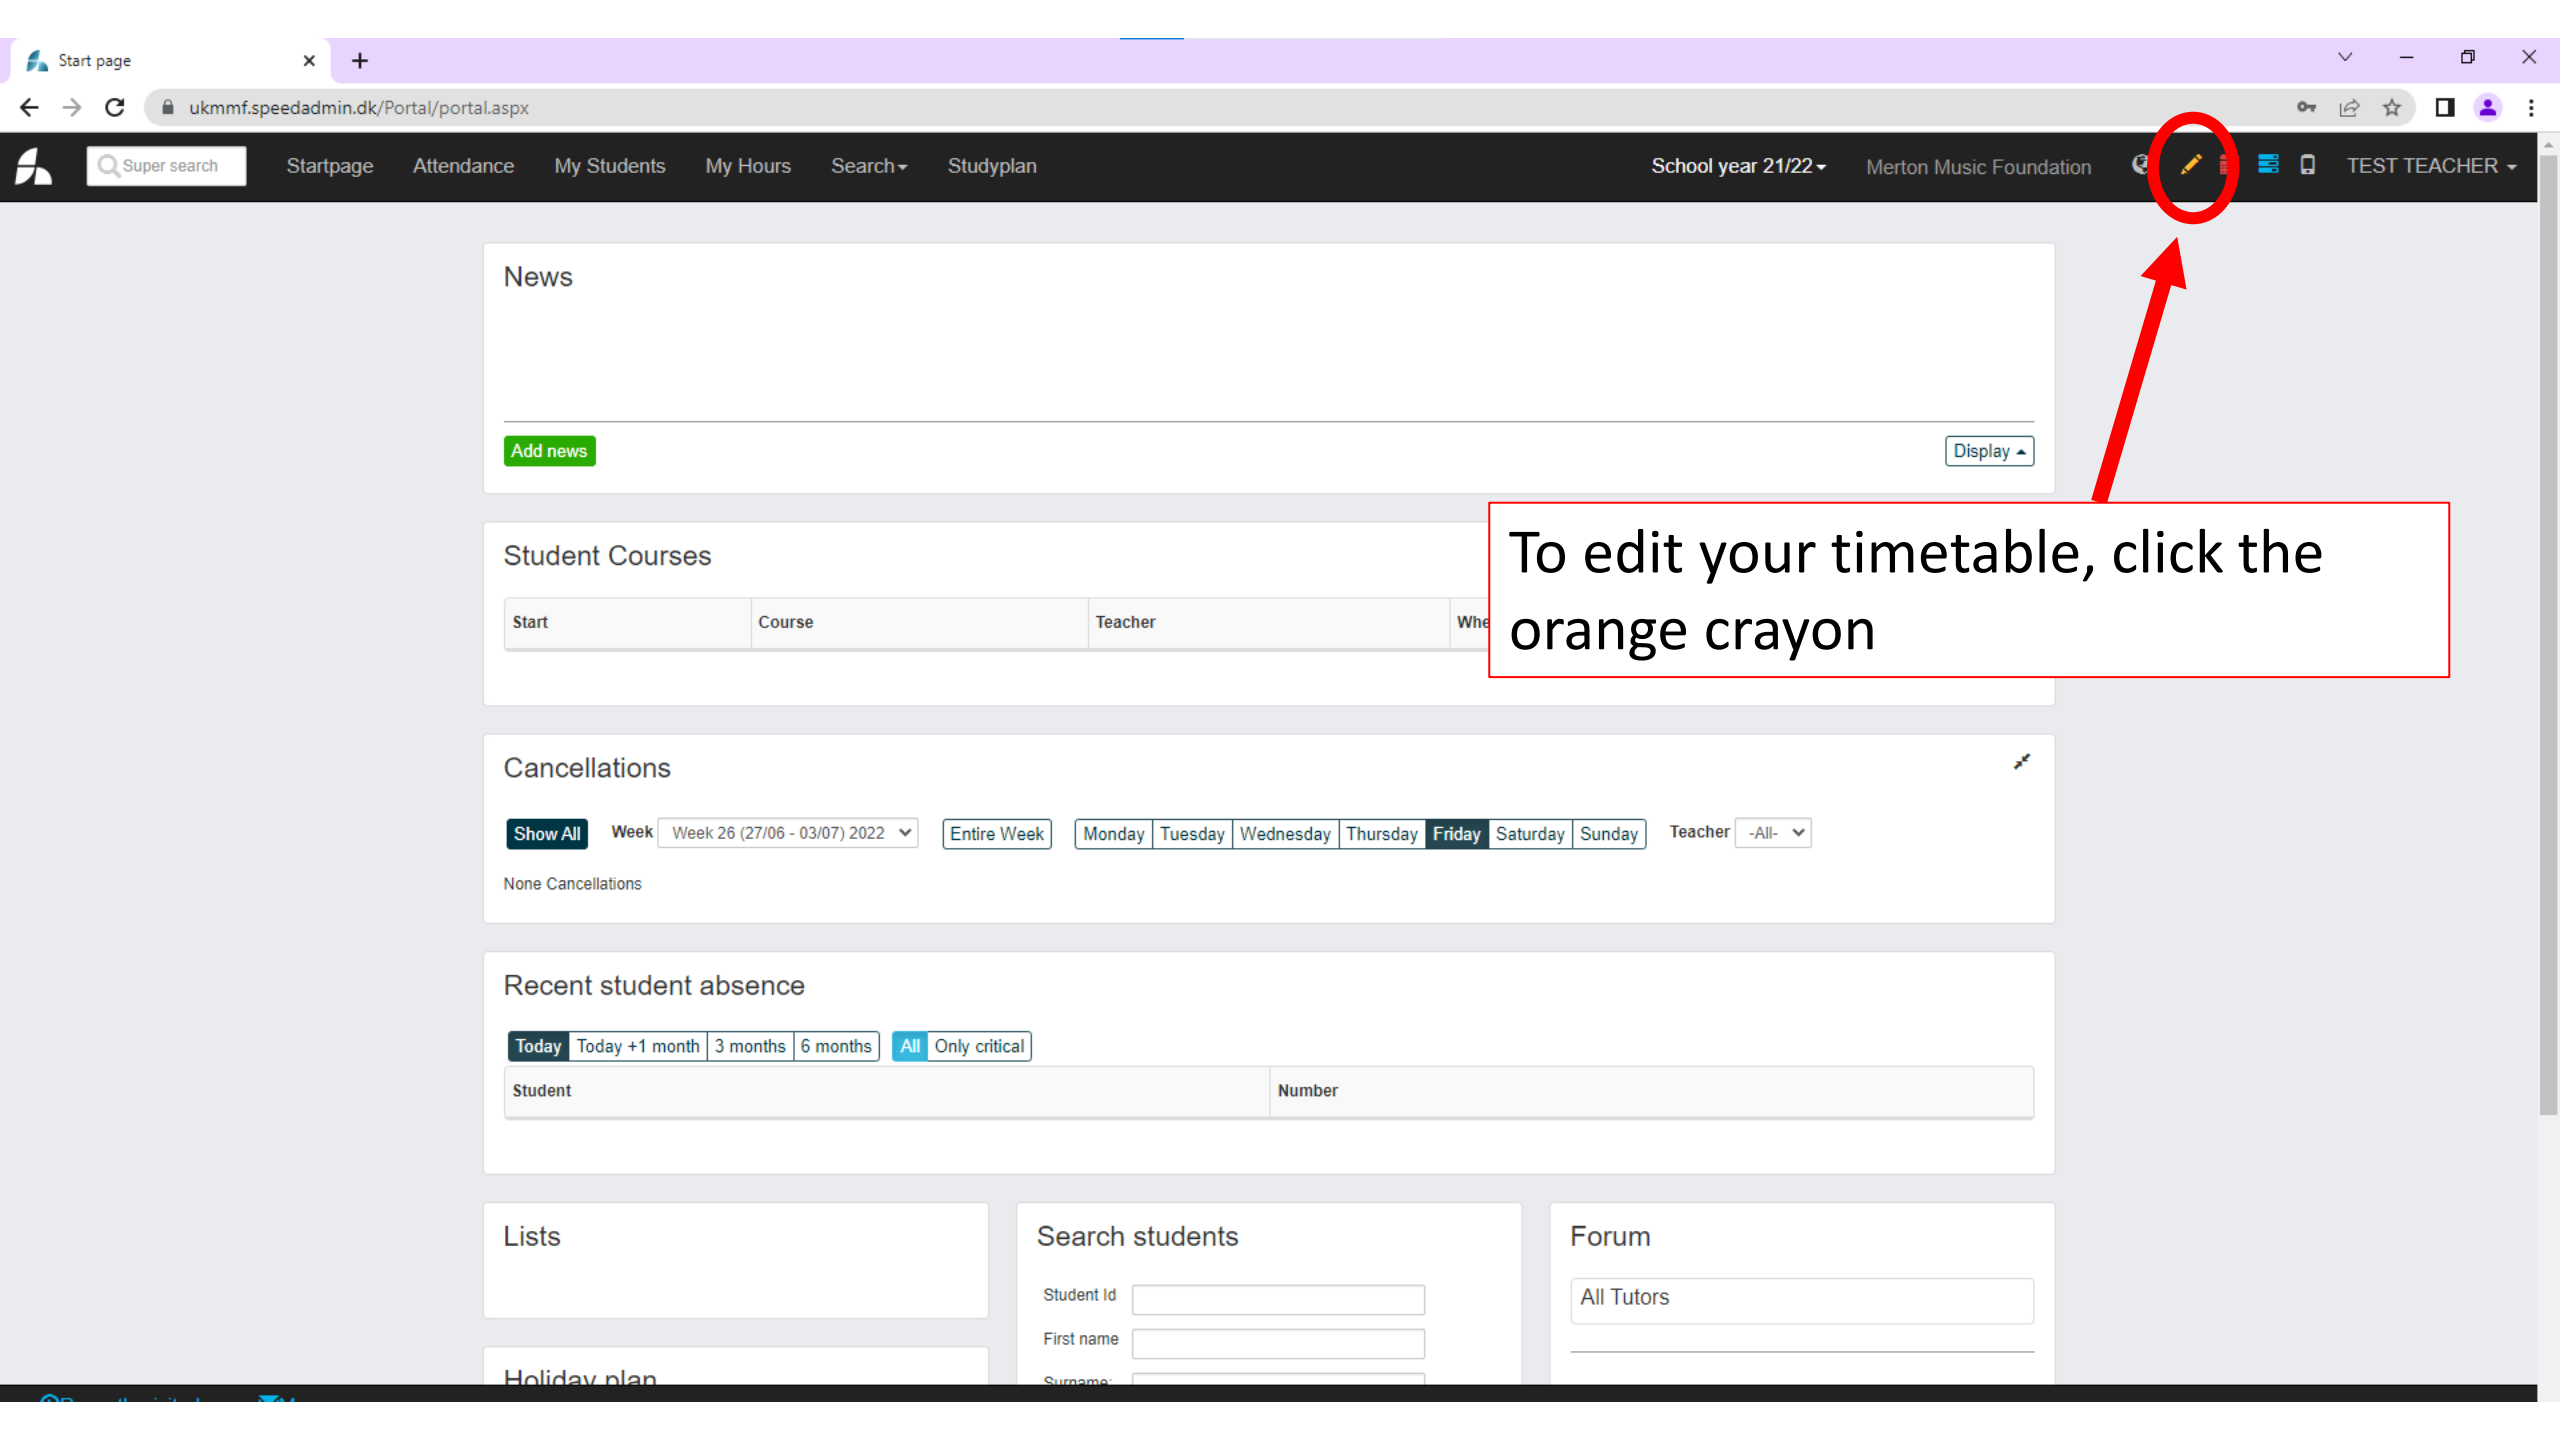 Start page
ukmmf.speedadmin.dk/Portal/portal.aspx
Super search Startpage Attendance My Students My Hours Search Studyplan School year 21/22 Merton Music Foundation TEST TEACHER
News
Add news Display
To edit your timetable, click the
orange crayon
Student Courses
Start Course Teacher
Cancellations
Show All Week Week 26 (27/06 - 03/07) 2022 Entire Week Monday Tuesday Wednesday Thursday Friday Saturday Sunday Teacher -All-
None Cancellations
Recent student absence
Today Today +1 month 3 months 6 months All Only critical
Student Number
Lists Search students Forum
Student Id All Tutors
First name
Holiday plan Surname: